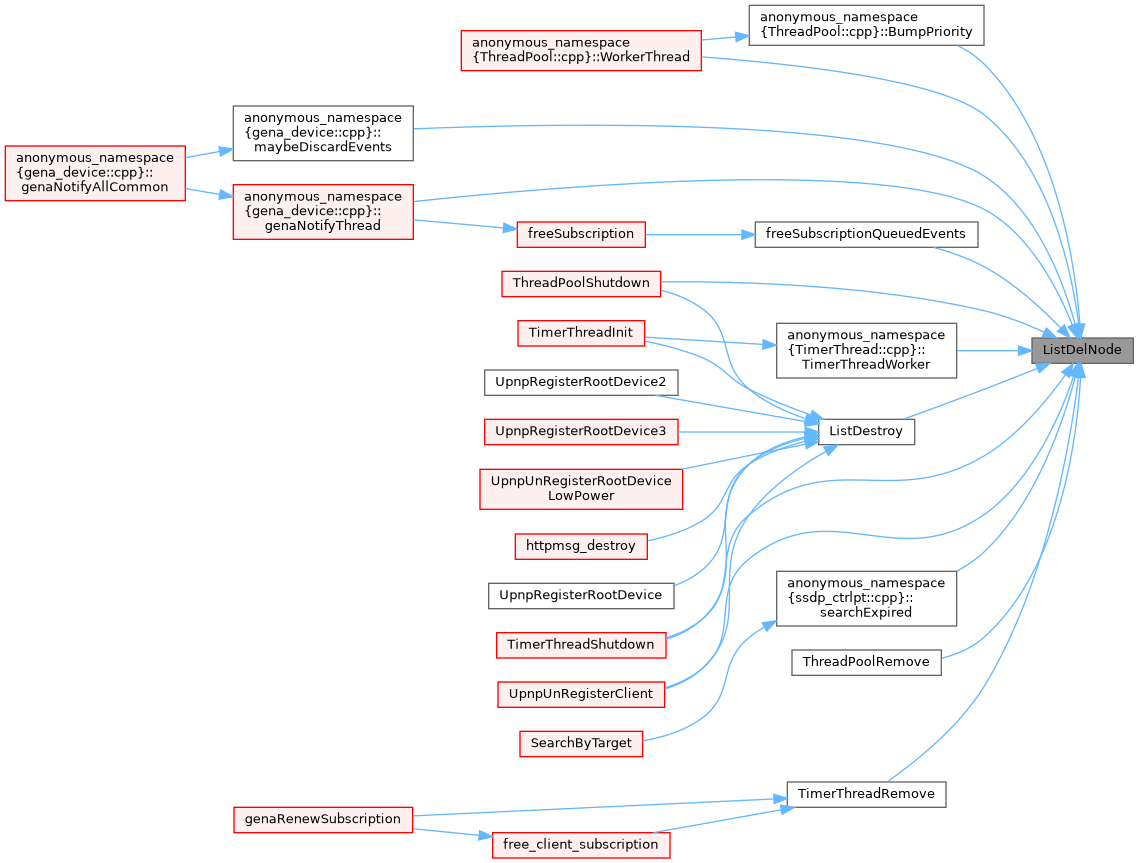 anonymous_namespace
{ThreadPool::cpp}::BumpPriority
anonymous_namespace
{ThreadPool::cpp}::WorkerThread
anonymous_namespace
{gena_device::cpp}::
maybeDiscardEvents
anonymous_namespace
{gena_device::cpp}::
genaNotifyAllCommon
anonymous_namespace
{gena_device::cpp}::
genaNotifyThread
freeSubscription
freeSubscriptionQueuedEvents
ThreadPoolShutdown
TimerThreadInit
anonymous_namespace
{TimerThread::cpp}::
TimerThreadWorker
ListDelNode
UpnpRegisterRootDevice2
UpnpRegisterRootDevice3
ListDestroy
UpnpUnRegisterRootDevice
LowPower
httpmsg_destroy
UpnpRegisterRootDevice
anonymous_namespace
{ssdp_ctrlpt::cpp}::
searchExpired
TimerThreadShutdown
ThreadPoolRemove
UpnpUnRegisterClient
SearchByTarget
TimerThreadRemove
genaRenewSubscription
free_client_subscription